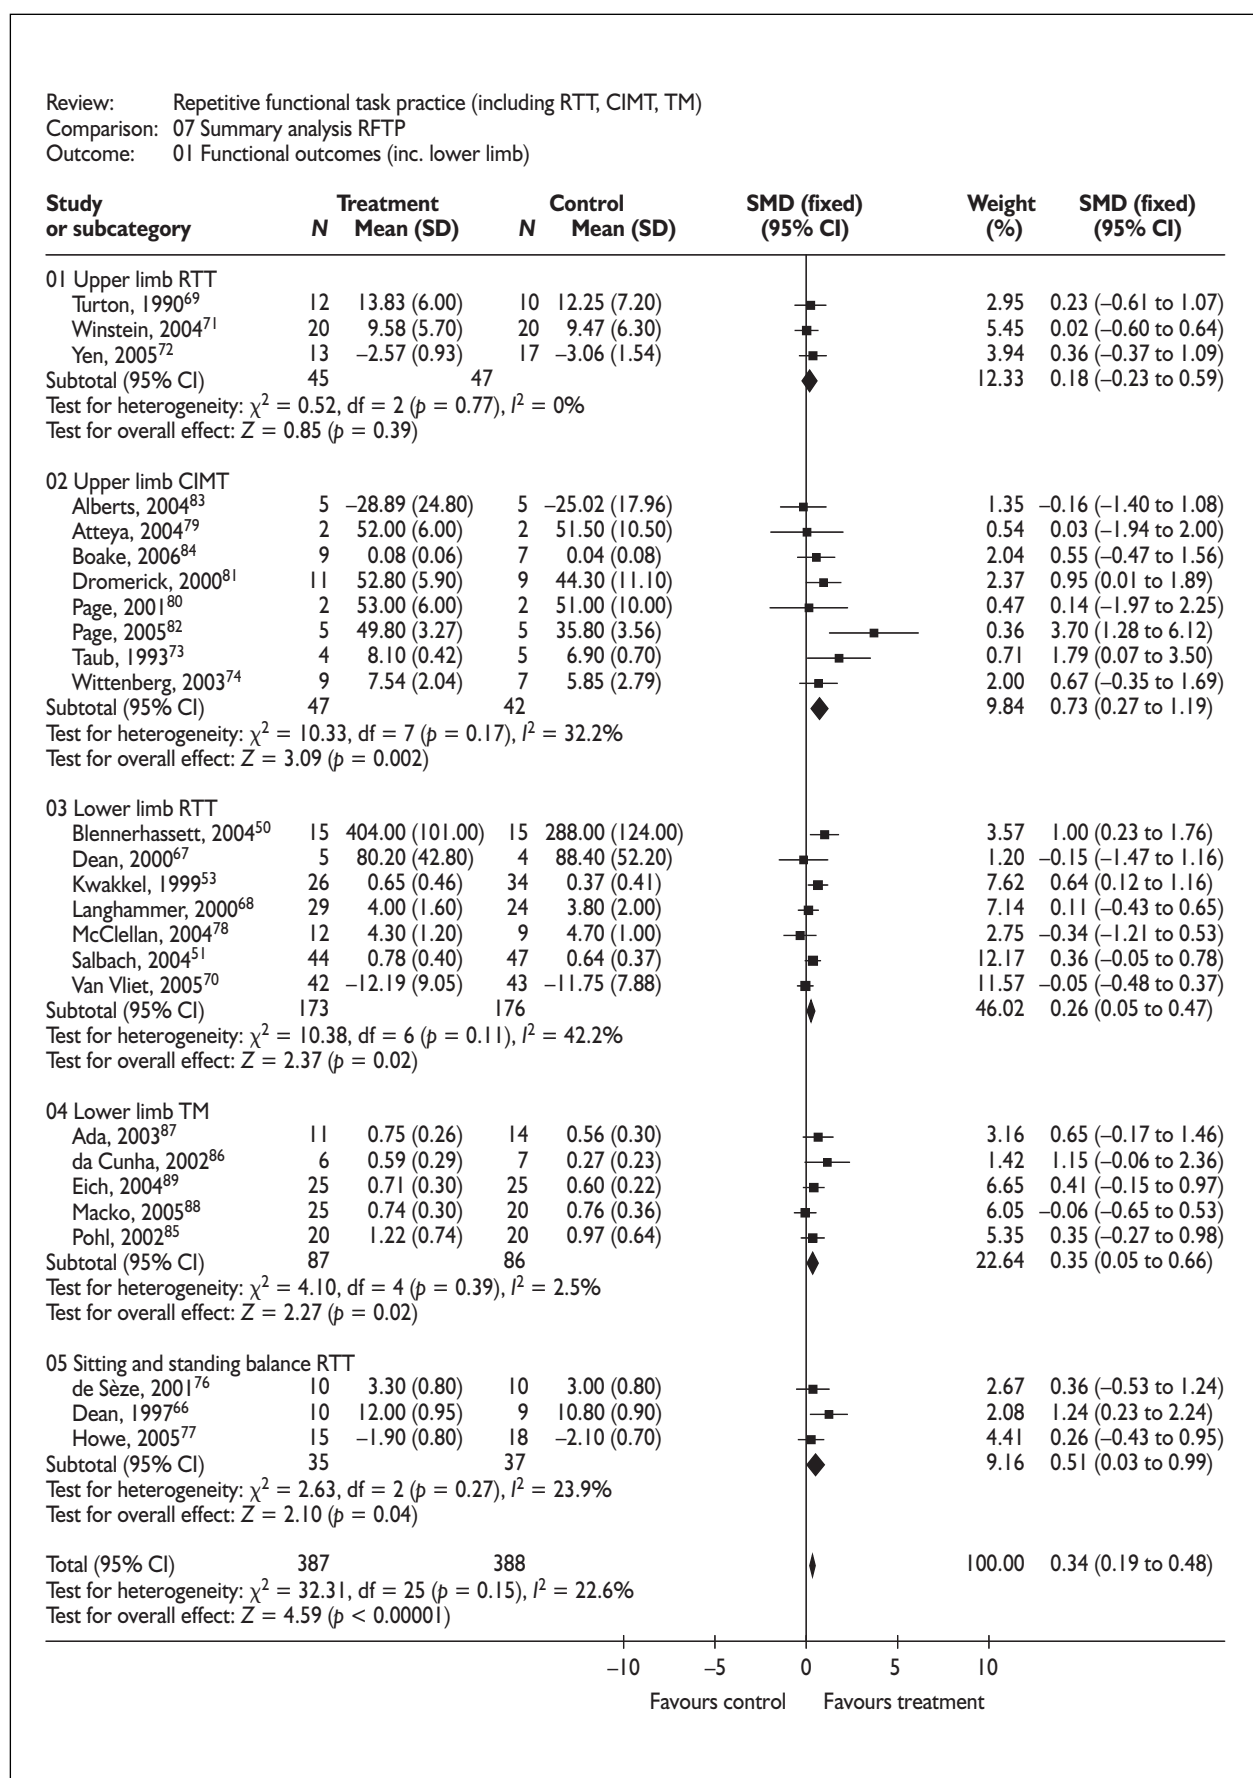 Review: Repetitive functional task practice (including RTT, CIMT, TM)
Comparison: 07 Summary analysis RFTP
Outcome: 01 Functional outcomes (inc. lower limb)
Study Treatment Control SMD (fixed) Weight SMD (fixed)
or subcategory N Mean (SD) N Mean (SD) (95% CI) (%) (95% CI)
01 Upper limb RTT
Turton, 1990⁶⁹ 12 13.83 (6.00) 10 12.25 (7.20) 2.95 0.23 (–0.61 to 1.07)
Winstein, 2004⁷¹ 20 9.58 (5.70) 20 9.47 (6.30) 5.45 0.02 (–0.60 to 0.64)
Yen, 2005⁷² 13 –2.57 (0.93) 17 –3.06 (1.54) 3.94 0.36 (–0.37 to 1.09)
Subtotal (95% CI) 45 47 12.33 0.18 (–0.23 to 0.59)
Test for heterogeneity: χ² = 0.52, df = 2 (p = 0.77), I² = 0%
Test for overall effect: Z = 0.85 (p = 0.39)
02 Upper limb CIMT
Alberts, 2004⁸³ 5 –28.89 (24.80) 5 –25.02 (17.96) 1.35 –0.16 (–1.40 to 1.08)
Atteya, 2004⁷⁹ 2 52.00 (6.00) 2 51.50 (10.50) 0.54 0.03 (–1.94 to 2.00)
Boake, 2006⁸⁴ 9 0.08 (0.06) 7 0.04 (0.08) 2.04 0.55 (–0.47 to 1.56)
Dromerick, 2000⁸¹ 11 52.80 (5.90) 9 44.30 (11.10) 2.37 0.95 (0.01 to 1.89)
Page, 2001⁸⁰ 2 53.00 (6.00) 2 51.00 (10.00) 0.47 0.14 (–1.97 to 2.25)
Page, 2005⁸² 5 49.80 (3.27) 5 35.80 (3.56) 0.36 3.70 (1.28 to 6.12)
Taub, 1993⁷³ 4 8.10 (0.42) 5 6.90 (0.70) 0.71 1.79 (0.07 to 3.50)
Wittenberg, 2003⁷⁴ 9 7.54 (2.04) 7 5.85 (2.79) 2.00 0.67 (–0.35 to 1.69)
Subtotal (95% CI) 47 42 9.84 0.73 (0.27 to 1.19)
Test for heterogeneity: χ² = 10.33, df = 7 (p = 0.17), I² = 32.2%
Test for overall effect: Z = 3.09 (p = 0.002)
03 Lower limb RTT
Blennerhassett, 2004⁵⁰ 15 404.00 (101.00) 15 288.00 (124.00) 3.57 1.00 (0.23 to 1.76)
Dean, 2000⁶⁷ 5 80.20 (42.80) 4 88.40 (52.20) 1.20 –0.15 (–1.47 to 1.16)
Kwakkel, 1999⁵³ 26 0.65 (0.46) 34 0.37 (0.41) 7.62 0.64 (0.12 to 1.16)
Langhammer, 2000⁶⁸ 29 4.00 (1.60) 24 3.80 (2.00) 7.14 0.11 (–0.43 to 0.65)
McClellan, 2004⁷⁸ 12 4.30 (1.20) 9 4.70 (1.00) 2.75 –0.34 (–1.21 to 0.53)
Salbach, 2004⁵¹ 44 0.78 (0.40) 47 0.64 (0.37) 12.17 0.36 (–0.05 to 0.78)
Van Vliet, 2005⁷⁰ 42 –12.19 (9.05) 43 –11.75 (7.88) 11.57 –0.05 (–0.48 to 0.37)
Subtotal (95% CI) 173 176 46.02 0.26 (0.05 to 0.47)
Test for heterogeneity: χ² = 10.38, df = 6 (p = 0.11), I² = 42.2%
Test for overall effect: Z = 2.37 (p = 0.02)
04 Lower limb TM
Ada, 2003⁸⁷ 11 0.75 (0.26) 14 0.56 (0.30) 3.16 0.65 (–0.17 to 1.46)
da Cunha, 2002⁸⁶ 6 0.59 (0.29) 7 0.27 (0.23) 1.42 1.15 (–0.06 to 2.36)
Eich, 2004⁸⁹ 25 0.71 (0.30) 25 0.60 (0.22) 6.65 0.41 (–0.15 to 0.97)
Macko, 2005⁸⁸ 25 0.74 (0.30) 20 0.76 (0.36) 6.05 –0.06 (–0.65 to 0.53)
Pohl, 2002⁸⁵ 20 1.22 (0.74) 20 0.97 (0.64) 5.35 0.35 (–0.27 to 0.98)
Subtotal (95% CI) 87 86 22.64 0.35 (0.05 to 0.66)
Test for heterogeneity: χ² = 4.10, df = 4 (p = 0.39), I² = 2.5%
Test for overall effect: Z = 2.27 (p = 0.02)
05 Sitting and standing balance RTT
de Sèze, 2001⁷⁶ 10 3.30 (0.80) 10 3.00 (0.80) 2.67 0.36 (–0.53 to 1.24)
Dean, 1997⁶⁶ 10 12.00 (0.95) 9 10.80 (0.90) 2.08 1.24 (0.23 to 2.24)
Howe, 2005⁷⁷ 15 –1.90 (0.80) 18 –2.10 (0.70) 4.41 0.26 (–0.43 to 0.95)
Subtotal (95% CI) 35 37 9.16 0.51 (0.03 to 0.99)
Test for heterogeneity: χ² = 2.63, df = 2 (p = 0.27), I² = 23.9%
Test for overall effect: Z = 2.10 (p = 0.04)
Total (95% CI) 387 388 100.00 0.34 (0.19 to 0.48)
Test for heterogeneity: χ² = 32.31, df = 25 (p = 0.15), I² = 22.6%
Test for overall effect: Z = 4.59 (p < 0.00001)
–10 –5 0 5 10
Favours control Favours treatment